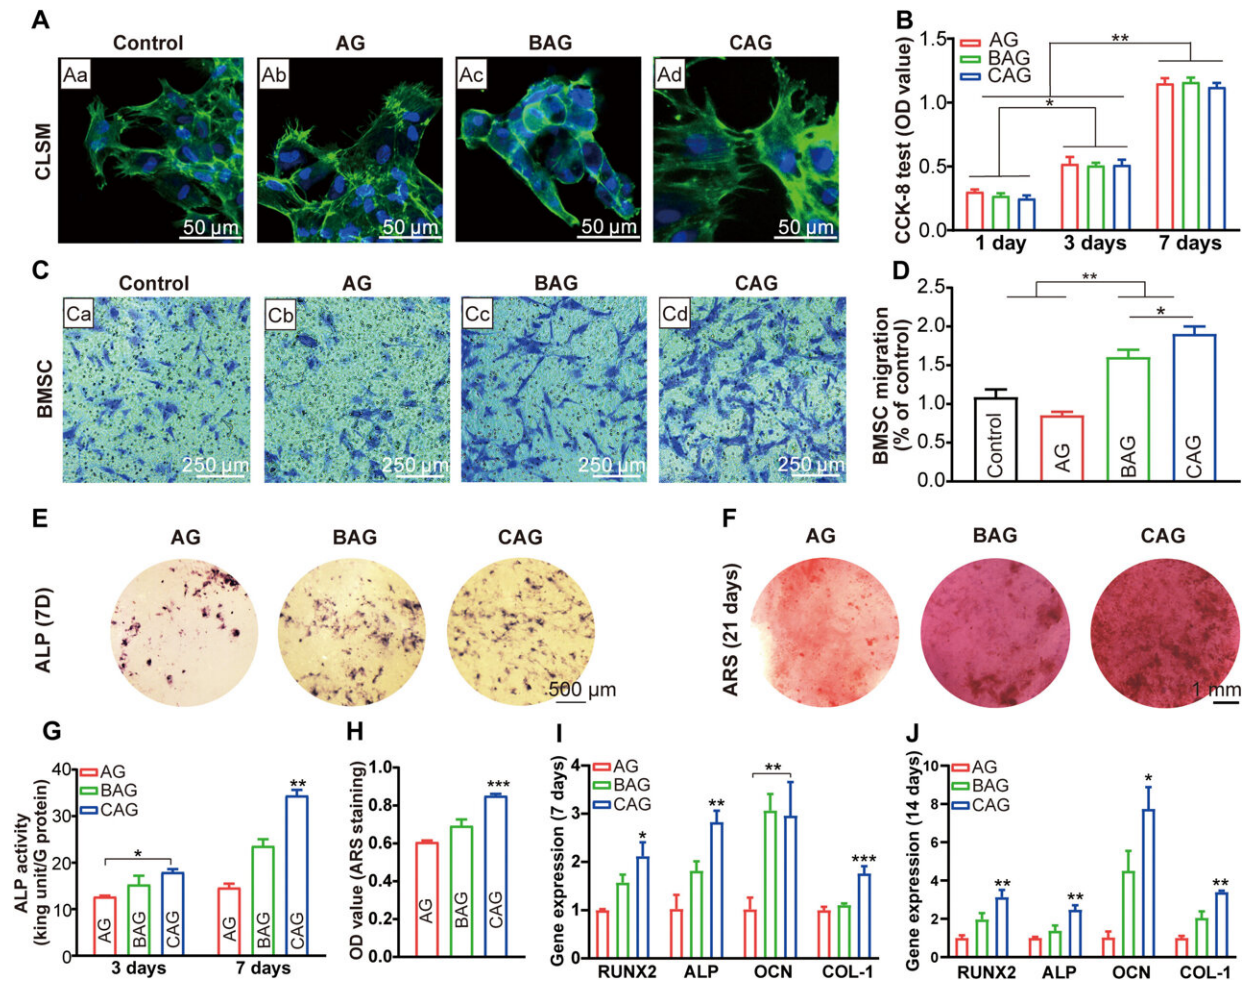 A
Control
AG
BAG
CAG
CLSM
Aa
Ab
Ac
Ad
50 µm
50 µm
50 µm
50 µm
B
CCK-8 test (OD value)
1.5
1.0
0.5
0.0
AG
BAG
CAG
**
*
1 day
3 days
7 days
C
Control
AG
BAG
CAG
BMSC
Ca
Cb
Cc
Cd
250 µm
250 µm
250 µm
250 µm
D
BMSC migration
(% of control)
2.5
2.0
1.5
1.0
0.5
0.0
**
*
Control
AG
BAG
CAG
E
AG
BAG
CAG
ALP (7D)
500 µm
F
AG
BAG
CAG
ARS (21 days)
1 mm
G
ALP activity
(king unit/G protein)
40
30
20
10
0
AG
BAG
CAG
*
**
AG
BAG
CAG
AG
BAG
CAG
3 days
7 days
H
OD value (ARS staining)
1.0
0.8
0.6
0.4
0.2
0.0
***
AG
BAG
CAG
I
Gene expression (7 days)
4
3
2
1
0
AG
BAG
CAG
*
**
**
***
RUNX2
ALP
OCN
COL-1
J
Gene expression (14 days)
10
8
6
4
2
0
AG
BAG
CAG
**
**
*
**
RUNX2
ALP
OCN
COL-1